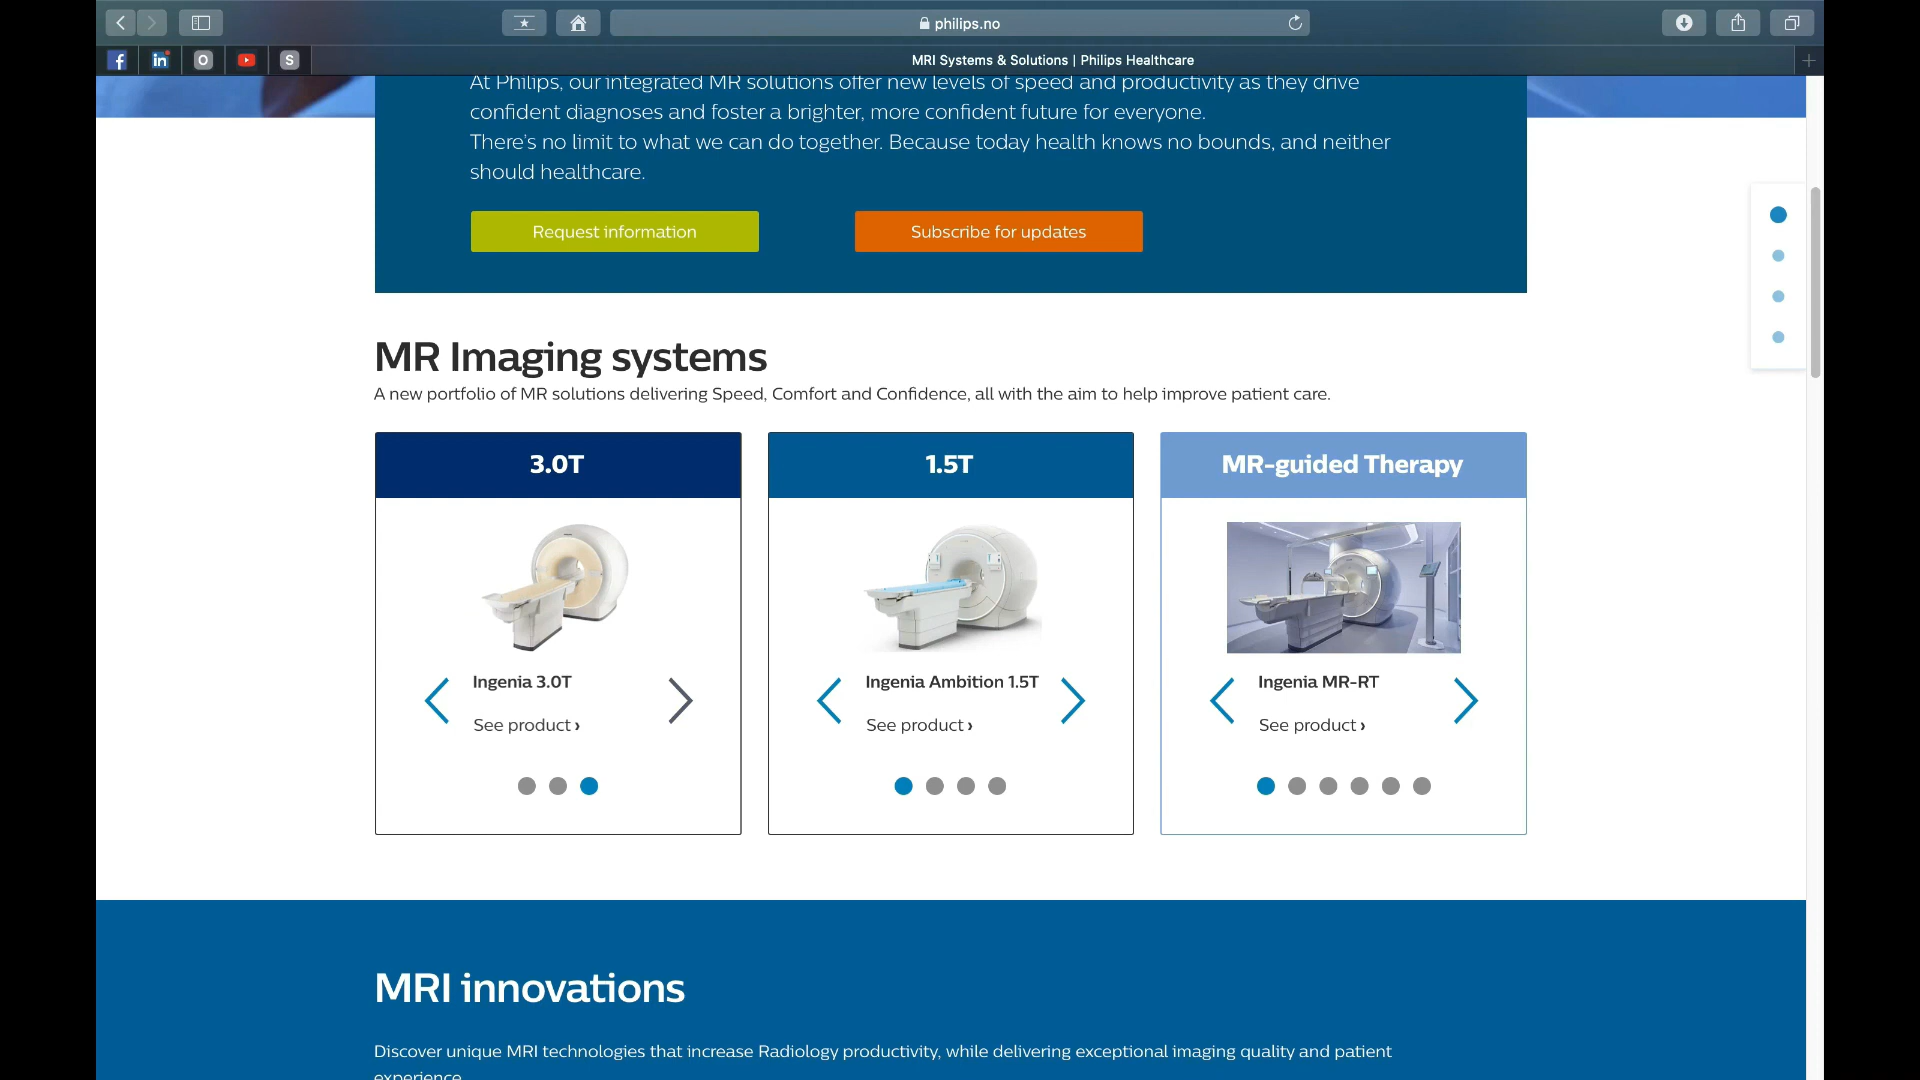 philips.no
f
in
O
S
MRI Systems & Solutions | Philips Healthcare
At Philips, our integrated MR solutions offer new levels of speed and productivity as they drive
confident diagnoses and foster a brighter, more confident future for everyone.
There's no limit to what we can do together. Because today health knows no bounds, and neither
should healthcare.
Request information
Subscribe for updates
MR Imaging systems
A new portfolio of MR solutions delivering Speed, Comfort and Confidence, all with the aim to help improve patient care.
3.0T
1.5T
MR-guided Therapy
Ingenia 3.0T
See product ›
Ingenia Ambition 1.5T
See product ›
Ingenia MR-RT
See product ›
MRI innovations
Discover unique MRI technologies that increase Radiology productivity, while delivering exceptional imaging quality and patient
experience